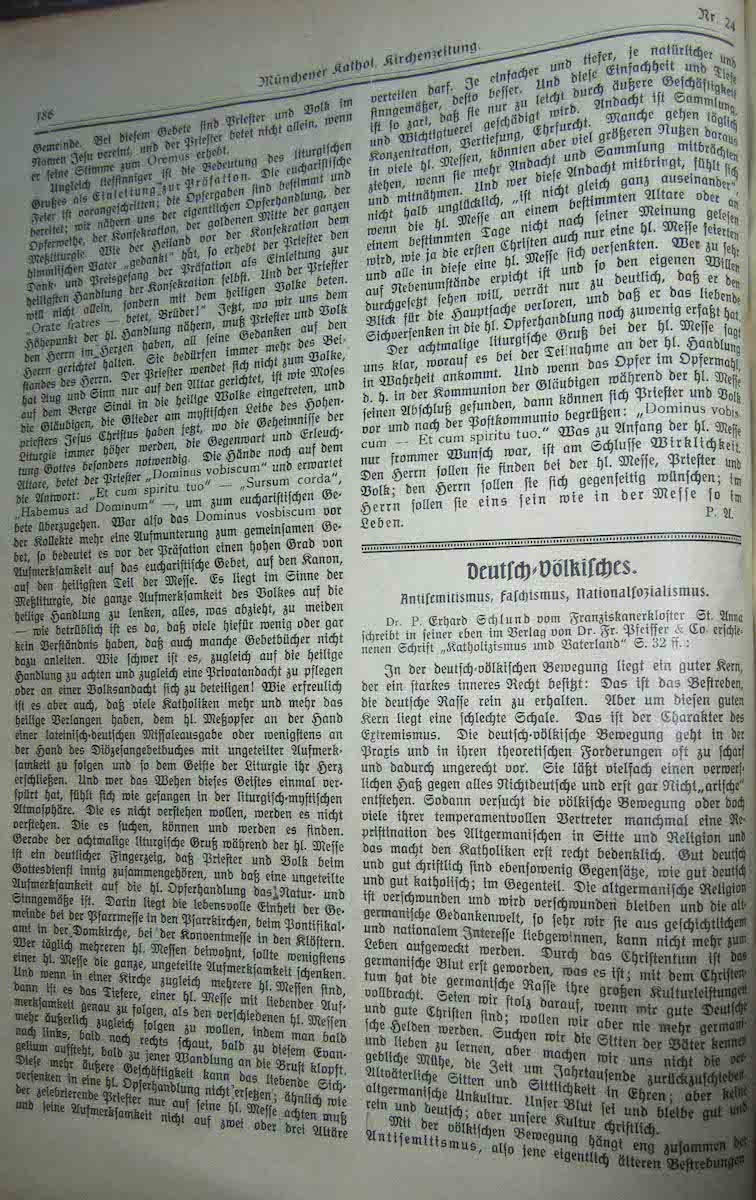 186
Münchener Kathol. Kirchenzeitung.
Nr. 24
Gemeinde. Bei diesem Gebete sind Priester und Volk im
Namen Jesu vereint, und der Priester betet nicht allein, wenn
er seine Stimme zum Oremus erhebt.
Ungleich tiefsinniger ist die Bedeutung des liturgischen
Grußes als Einleitung zur Präfation. Die eucharistische
Feier ist vorangeschritten; die Opfergaben sind bestimmt und
bereitet; wir nähern uns der eigentlichen Opferhandlung, der
Opferweihe, der Konsekration, der goldenen Mitte der ganzen
Meßliturgie. Wie der Heiland vor der Konsekration dem
himmlischen Vater „gedankt" hat, so erhebt der Priester den
Dank- und Preisgesang der Präfation als Einleitung zur
heiligsten Handlung der Konsekration selbst. Und der Priester
will nicht allein, sondern mit dem heiligen Volke beten.
„Orate fratres — betet, Brüder!" Jetzt, wo wir uns dem
Höhepunkt der hl. Handlung nähern, muß Priester und Volk
den Herrn im Herzen haben, all seine Gedanken auf den
Herrn gerichtet halten. Sie bedürfen immer mehr des Bei-
standes des Herrn. Der Priester wendet sich nicht zum Volke,
hat Aug und Sinn nur auf den Altar gerichtet, ist wie Moses
auf dem Berge Sinai in die heilige Wolke eingetreten, und
die Gläubigen, die Glieder am mystischen Leibe des Hohen-
priesters Jesus Christus haben jetzt, wo die Geheimnisse der
Liturgie immer höher werden, die Gegenwart und Erleuch-
tung Gottes besonders notwendig. Die Hände noch auf dem
Altare, betet der Priester „Dominus vobiscum" und erwartet
die Antwort: „Et cum spiritu tuo" — „Sursum corda",
„Habemus ad Dominum" —, um zum eucharistischen Ge-
bete überzugehen. War also das Dominus vosbiscum vor
der Kollekte mehr eine Aufmunterung zum gemeinsamen Ge-
bet, so bedeutet es vor der Präfation einen hohen Grad von
Aufmerksamkeit auf das eucharistische Gebet, auf den Kanon,
auf den heiligsten Teil der Messe. Es liegt im Sinne der
Meßliturgie, die ganze Aufmerksamkeit des Volkes auf die
heilige Handlung zu lenken, alles, was abzieht, zu meiden
— wie betrüblich ist es da, daß viele hiefür wenig oder gar
kein Verständnis haben, daß auch manche Gebetbücher nicht
dazu anleiten. Wie schwer ist es, zugleich auf die heilige
Handlung zu achten und zugleich eine Privatandacht zu pflegen
oder an einer Volksandacht sich zu beteiligen! Wie erfreulich
ist es aber auch, daß viele Katholiken mehr und mehr das
heilige Verlangen haben, dem hl. Meßopfer an der Hand
einer lateinisch-deutschen Missaleausgabe oder wenigstens an
der Hand des Diözesangebetbuches mit ungeteilter Aufmerk-
samkeit zu folgen und so dem Geiste der Liturgie ihr Herz
erschließen. Und wer das Wehen dieses Geistes einmal ver-
spürt hat, fühlt sich wie gefangen in der liturgisch-mystischen
Atmosphäre. Die es nicht verstehen wollen, werden es nicht
verstehen. Die es suchen, können und werden es finden.
Gerade der achtmalige liturgische Gruß während der hl. Messe
ist ein deutlicher Fingerzeig, daß Priester und Volk beim
Gottesdienst innig zusammengehören, und daß eine ungeteilte
Aufmerksamkeit auf die hl. Opferhandlung das Natur- und
Sinngemäße ist. Darin liegt die lebensvolle Einheit der Ge-
meinde bei der Pfarrmesse in den Pfarrkirchen, beim Pontifikal-
amt in der Domkirche, bei der Konventmesse in den Klöstern.
Wer täglich mehreren hl. Messen beiwohnt, sollte wenigstens
einer hl. Messe die ganze, ungeteilte Aufmerksamkeit schenken.
Und wenn in einer Kirche zugleich mehrere hl. Messen sind,
dann ist es das Tiefere, einer hl. Messe mit liebender Auf-
merksamkeit genau zu folgen, als den verschiedenen hl. Messen
mehr äußerlich zugleich folgen zu wollen, indem man bald
nach links, bald nach rechts schaut, bald zu diesem Evan-
gelium aufsteht, bald zu jener Wandlung an die Brust klopft.
Diese mehr äußere Geschäftigkeit kann das liebende Sich-
versenken in eine hl. Opferhandlung nicht ersetzen; ähnlich wie
der zelebrierende Priester nur auf seine hl. Messe achten muß
und seine Aufmerksamkeit nicht auf zwei oder drei Altäre
verteilen darf. Je einfacher und tiefer, je natürlicher und
sinngemäßer, desto besser. Und diese Einfachheit und Tiefe
ist so zart, daß sie nur zu leicht durch äußere Geschäftigkeit
und Wichtigtuerei geschädigt wird. Andacht ist Sammlung,
Konzentration, Vertiefung, Ehrfurcht. Manche gehen täglich
in viele hl. Messen, könnten aber viel größeren Nutzen daraus
ziehen, wenn sie mehr Andacht und Sammlung mitbrächten
und mitnähmen. Und wer diese Andacht mitbringt, fühlt sich
nicht halb unglücklich, „ist nicht gleich ganz auseinander",
wenn die hl. Messe an einem bestimmten Altare oder an
einem bestimmten Tage nicht nach seiner Meinung gelesen
wird, wie ja die ersten Christen auch nur eine hl. Messe feierten
und alle in diese eine hl. Messe sich versenkten. Wer zu sehr
auf Nebenumstände erpicht ist und so den eigenen Willen
durchgesetzt sehen will, verrät nur zu deutlich, daß er den
Blick für die Hauptsache verloren, und daß er das liebende
Sichversenken in die hl. Opferhandlung noch zuwenig erfaßt hat.
Der achtmalige liturgische Gruß bei der hl. Messe sagt
uns klar, worauf es bei der Teilnahme an der hl. Handlung
in Wahrheit ankommt. Und wenn das Opfer im Opfermahl,
d. h. in der Kommunion der Gläubigen während der hl. Messe
seinen Abschluß gefunden, dann können sich Priester und Volk
vor und nach der Postkommunio begrüßen: „Dominus vobis-
cum — Et cum spiritu tuo." Was zu Anfang der hl. Messe
nur frommer Wunsch war, ist am Schlusse Wirklichkeit.
Den Herrn sollen sie finden bei der hl. Messe, Priester und
Volk; den Herrn sollen sie sich gegenseitig wünschen; im
Herrn sollen sie eins sein wie in der Messe so im
Leben.
P. A.
Deutsch-Völkisches.
Antisemitismus, Faschismus, Nationalsozialismus.
Dr. P. Erhard Schlund vom Franziskanerkloster St. Anna
schreibt in seiner eben im Verlag von Dr. Fr. Pfeiffer & Co. erschie-
nenen Schrift „Katholizismus und Vaterland" S. 32 ff.:
In der deutsch-völkischen Bewegung liegt ein guter Kern,
der ein starkes inneres Recht besitzt: Das ist das Bestreben,
die deutsche Rasse rein zu erhalten. Aber um diesen guten
Kern liegt eine schlechte Schale. Das ist der Charakter des
Extremismus. Die deutsch-völkische Bewegung geht in der
Praxis und in ihren theoretischen Forderungen oft zu scharf
und dadurch ungerecht vor. Sie läßt vielfach einen verwerf-
lichen Haß gegen alles Nichtdeutsche und erst gar Nicht„arische"
entstehen. Sodann versucht die völkische Bewegung oder doch
viele ihrer temperamentvollen Vertreter manchmal eine Re-
pristination des Altgermanischen in Sitte und Religion und
das macht den Katholiken erst recht bedenklich. Gut deutsch
und gut christlich sind ebensowenig Gegensätze, wie gut deutsch
und gut katholisch; im Gegenteil. Die altgermanische Religion
ist verschwunden und wird verschwunden bleiben und die alt-
germanische Gedankenwelt, so sehr wir sie aus geschichtlichem
und nationalem Interesse liebgewinnen, kann nicht mehr zum
Leben aufgeweckt werden. Durch das Christentum ist das
germanische Blut erst geworden, was es ist; mit dem Christen-
tum hat die germanische Rasse ihre großen Kulturleistungen
vollbracht. Seien wir stolz darauf, wenn wir gute Deutsche
und gute Christen sind; wollen wir aber nie mehr germani-
sche Helden werden. Suchen wir die Sitten der Väter kennen
und lieben zu lernen, aber machen wir uns nicht die ver-
gebliche Mühe, die Zeit um Jahrtausende zurückzuschieben.
Altväterliche Sitten und Sittlichkeit in Ehren; aber keine
altgermanische Unkultur. Unser Blut sei und bleibe gut und
rein und deutsch; aber unsere Kultur christlich.
Mit der völkischen Bewegung hängt eng zusammen der
Antisemitismus, also jene eigentlich älteren Bestrebungen